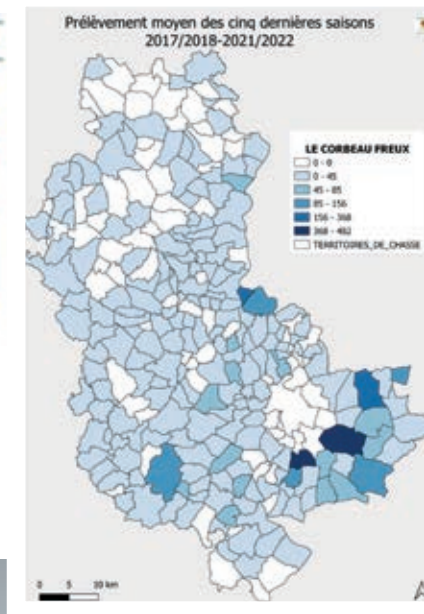 Prélèvement moyen des cinq dernières saisons
2017/2018-2021/2022
LE CORBEAU FREUX
0 - 0
0 - 45
45 - 85
85 - 156
156 - 368
368 - 482
TERRITOIRES_DE_CHASSE
0 5 10 km